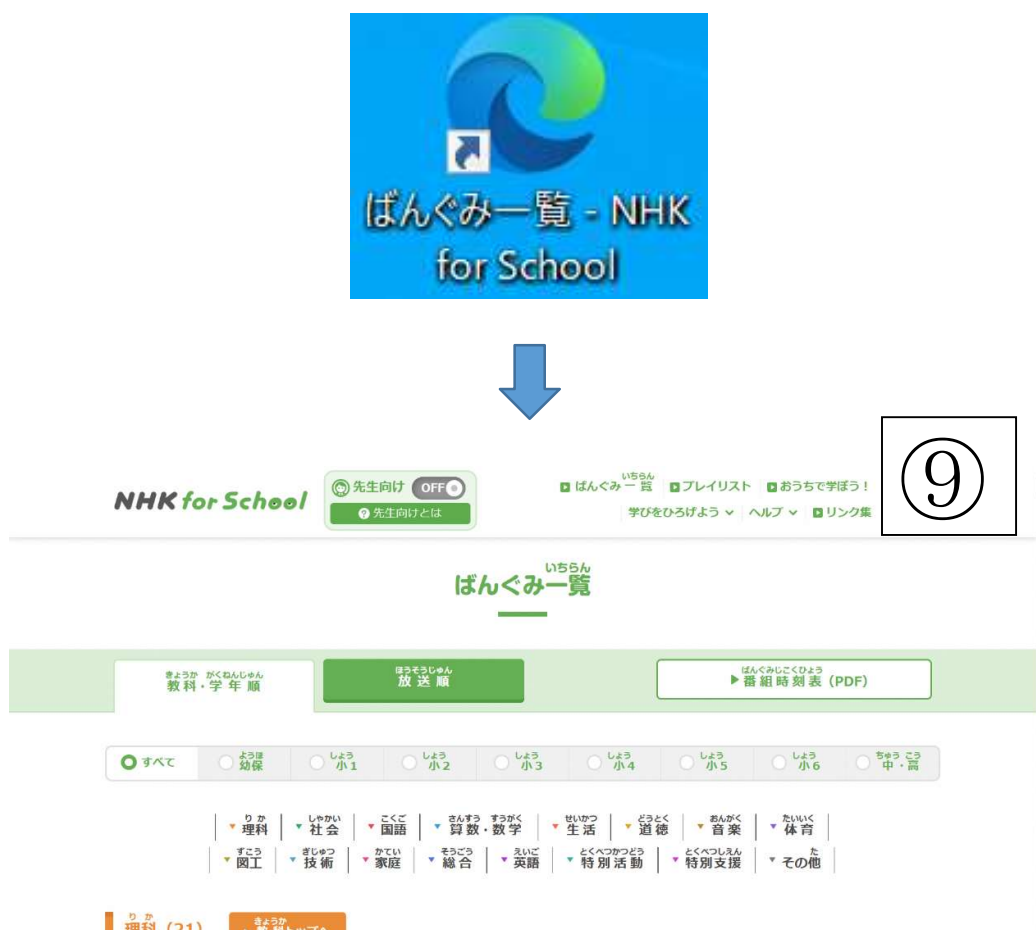 ばんぐみ一覧 - NHK
for School
⑨
NHK for School
先生向け OFF
? 先生向けとは
ばんぐみ一覧 プレイリスト おうちで学ぼう！
いちらん
学びをひろげよう ヘルプ リンク集
いちらん
ばんぐみ一覧
きょうか がくねんじゅん
教科・学年順
ほうそうじゅん
放送順
ばんぐみじこくひょう
番組時刻表（PDF）
すべて
ようほ
幼保
しょう
小1
しょう
小2
しょう
小3
しょう
小4
しょう
小5
しょう
小6
ちゅう こう
中・高
りか しゃかい こくご さんすう すうがく せいかつ どうとく おんがく たいいく
理科 社会 国語 算数・数学 生活 道徳 音楽 体育
ずこう ぎじゅつ かてい そうごう えいご とくべつかつどう とくべつしえん た
図工 技術 家庭 総合 英語 特別活動 特別支援 その他
りか
理科（21）
きょうか